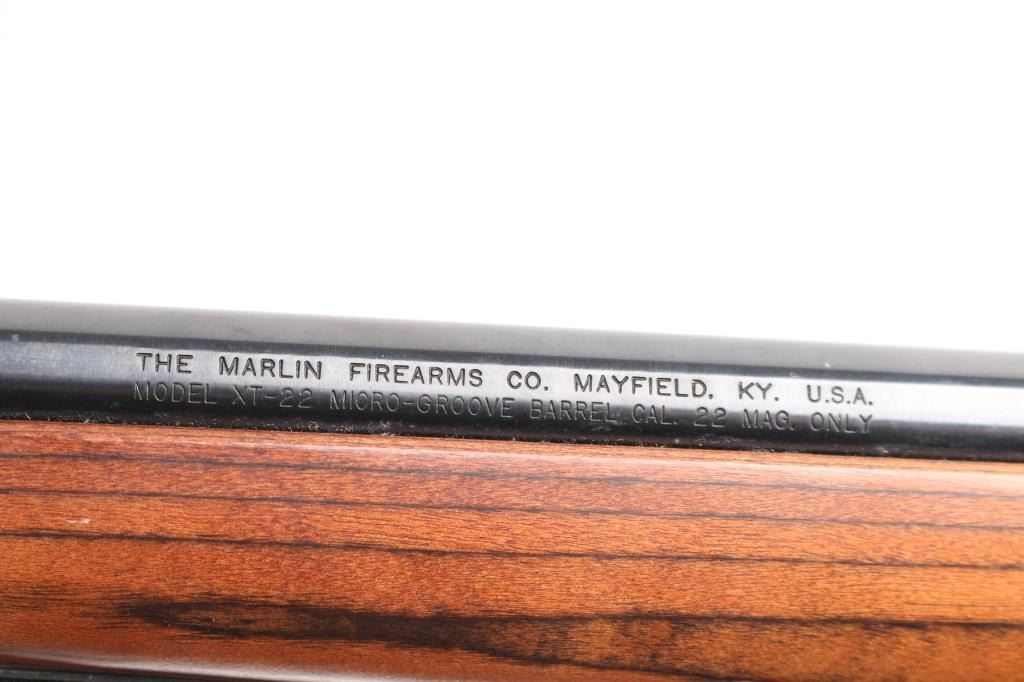 THE MARLIN FIREARMS CO. MAYFIELD, KY. U.S.A.
MODEL XT-22 MICRO-GROOVE BARREL CAL. 22 MAG. ONLY